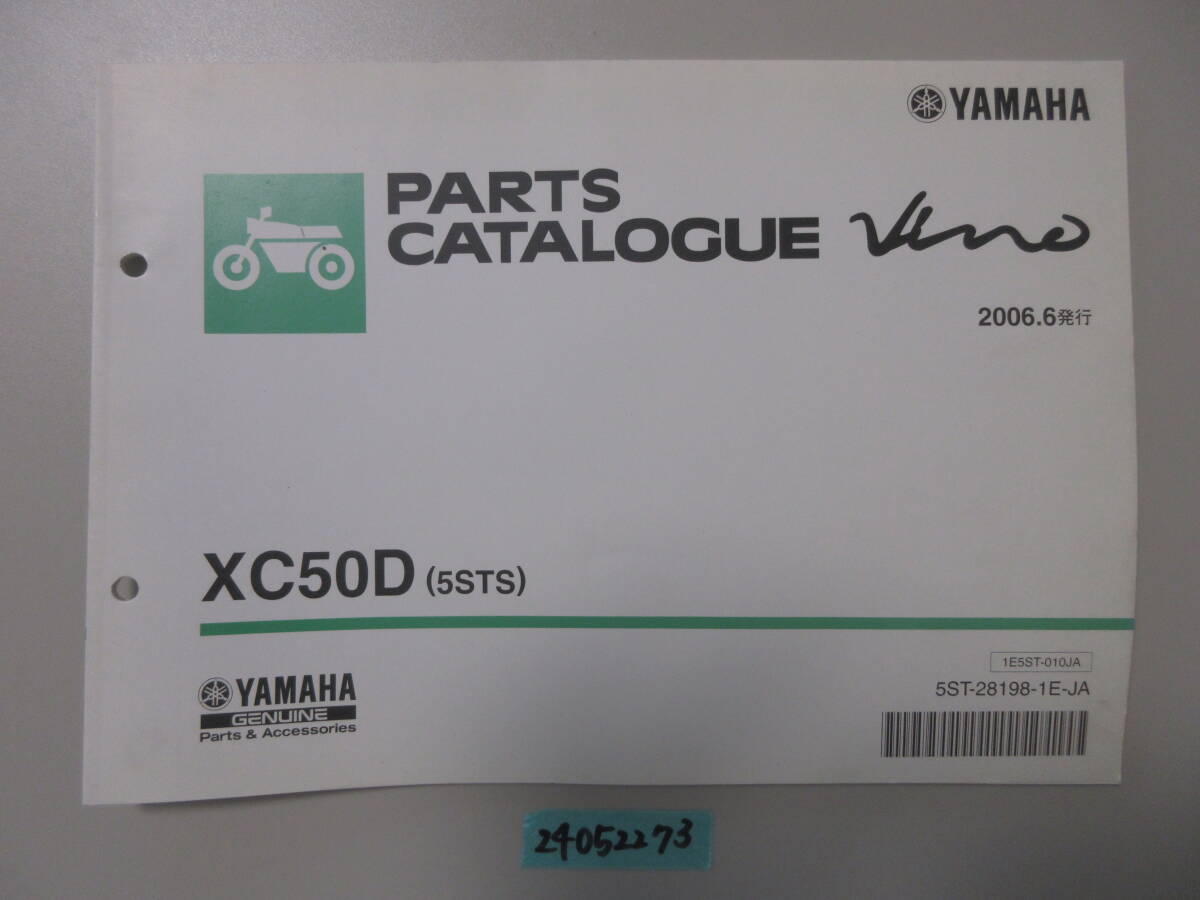 YAMAHA
PARTS
CATALOGUE
Vino
2006.6発行
XC50D (5STS)
YAMAHA
GENUINE
Parts & Accessories
1E5ST-010JA
5ST-28198-1E-JA
24052273